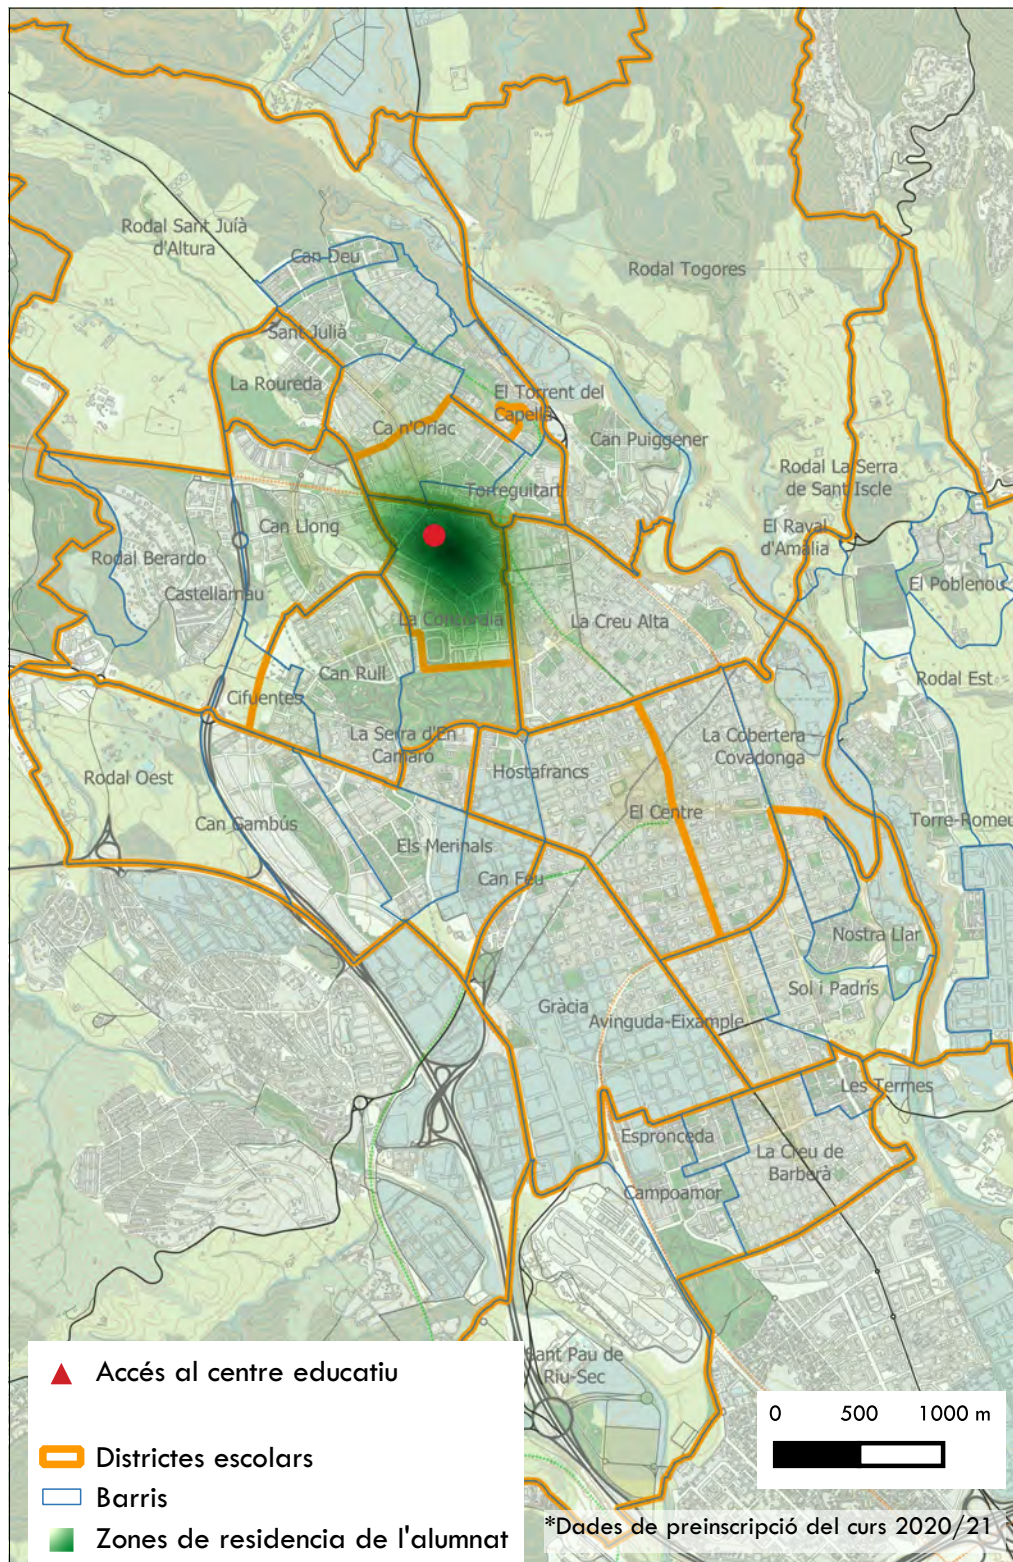 Rodal Sant Juíà
d'Altura
Can Deu
Rodal Togores
Sant Julià
La Roureda
El Torrent del
Capellà
Ca n'Oriac
Can Puiggener
Rodal La Serra
de Sant Iscle
Torreguitart
Can Llong
El Raval
d'Amàlia
Rodal Berardo
El Poblenou
Castellarnau
La Concordia
La Creu Alta
Can Rull
Rodal Est
Cifuentes
La Serra d'En
Camaró
La Cobertera
Covadonga
Rodal Oest
Hostafrancs
El Centre
Can Gambús
Torre-Romeu
Els Merinals
Can Feu
Nostra Llar
Sol i Padrís
Gràcia
Avinguda-Eixample
Les Termes
Espronceda
La Creu de
Barberà
Campoamor
Sant Pau de
Riu-Sec
Accés al centre educatiu
Districtes escolars
Barris
Zones de residencia de l'alumnat
0 500 1000 m
*Dades de preinscripció del curs 2020/21